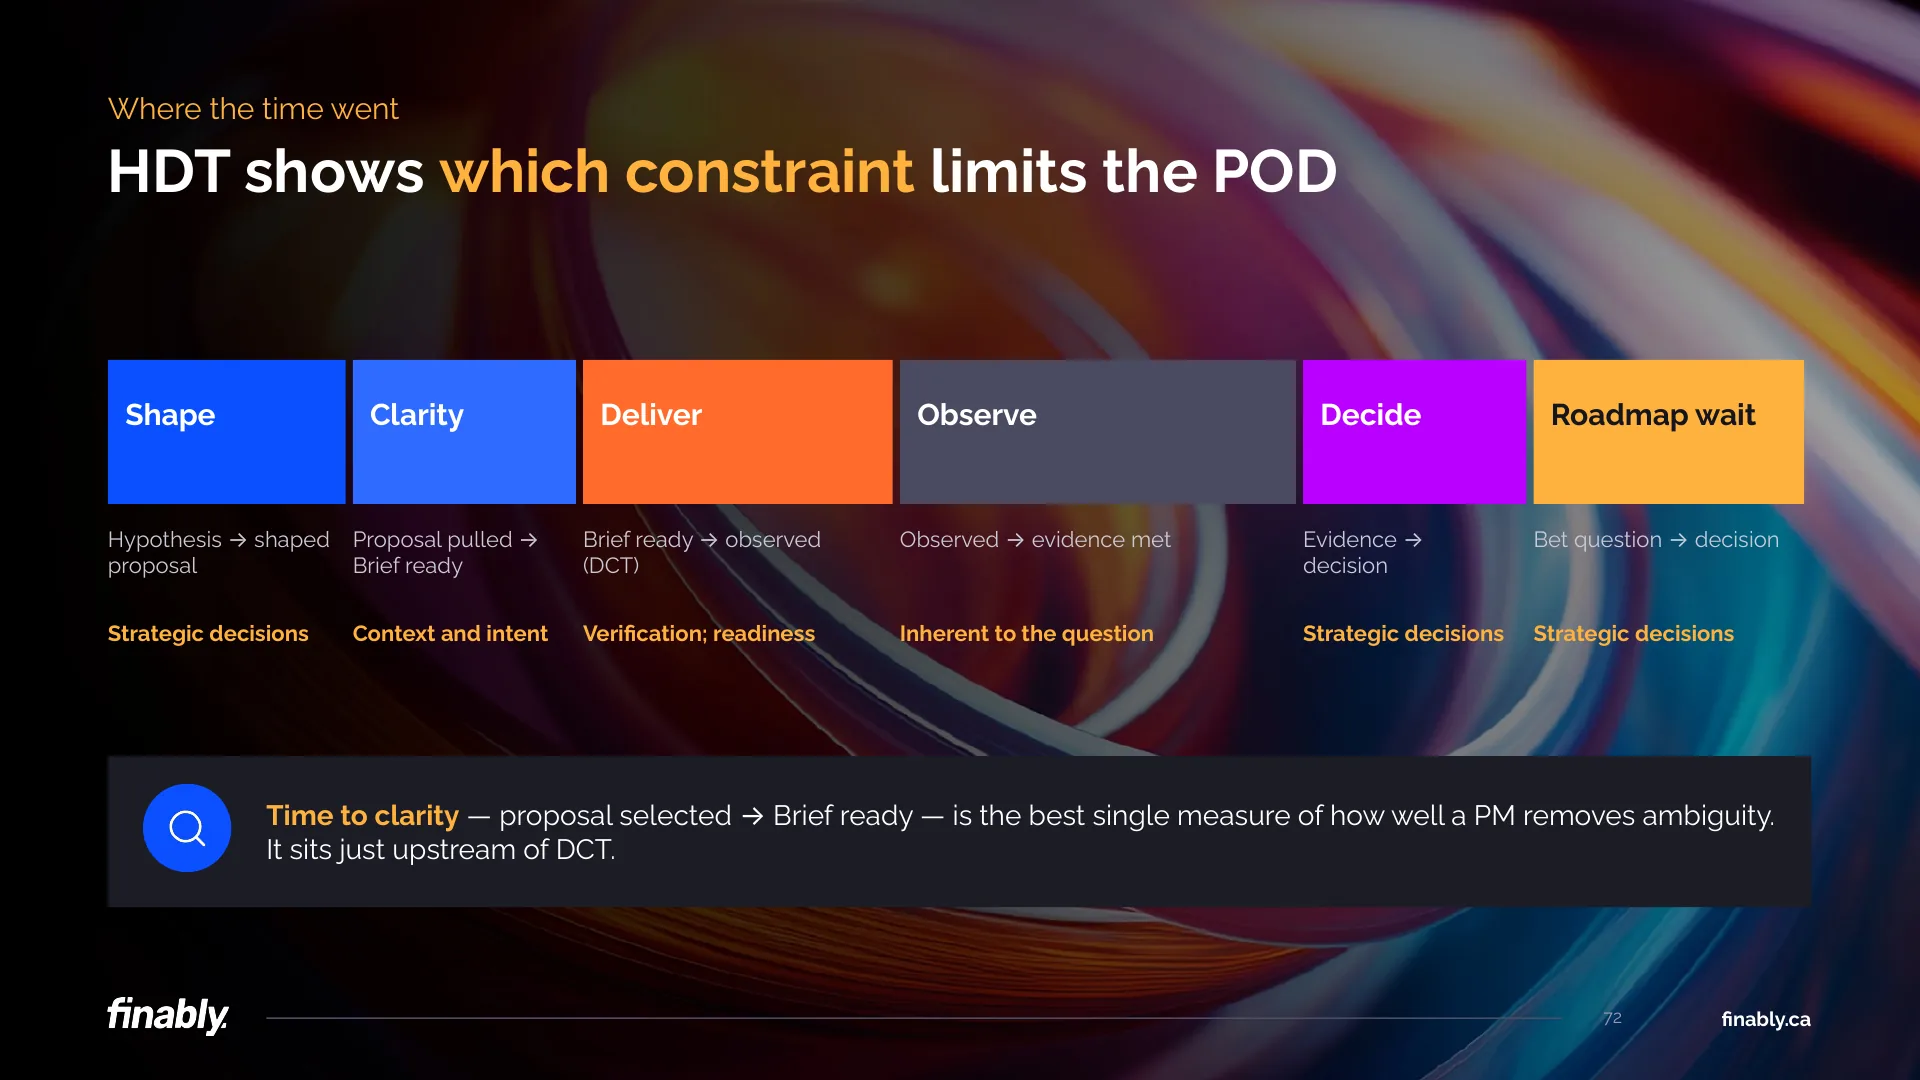 Where the time went
HDT shows which constraint limits the POD
Shape
Clarity
Deliver
Observe
Decide
Roadmap wait
Hypothesis → shaped
proposal
Proposal pulled →
Brief ready
Brief ready → observed
(DCT)
Observed → evidence met
Evidence →
decision
Bet question → decision
Strategic decisions
Context and intent
Verification; readiness
Inherent to the question
Strategic decisions
Strategic decisions
Time to clarity — proposal selected → Brief ready — is the best single measure of how well a PM removes ambiguity.
It sits just upstream of DCT.
finably.
72
finably.ca